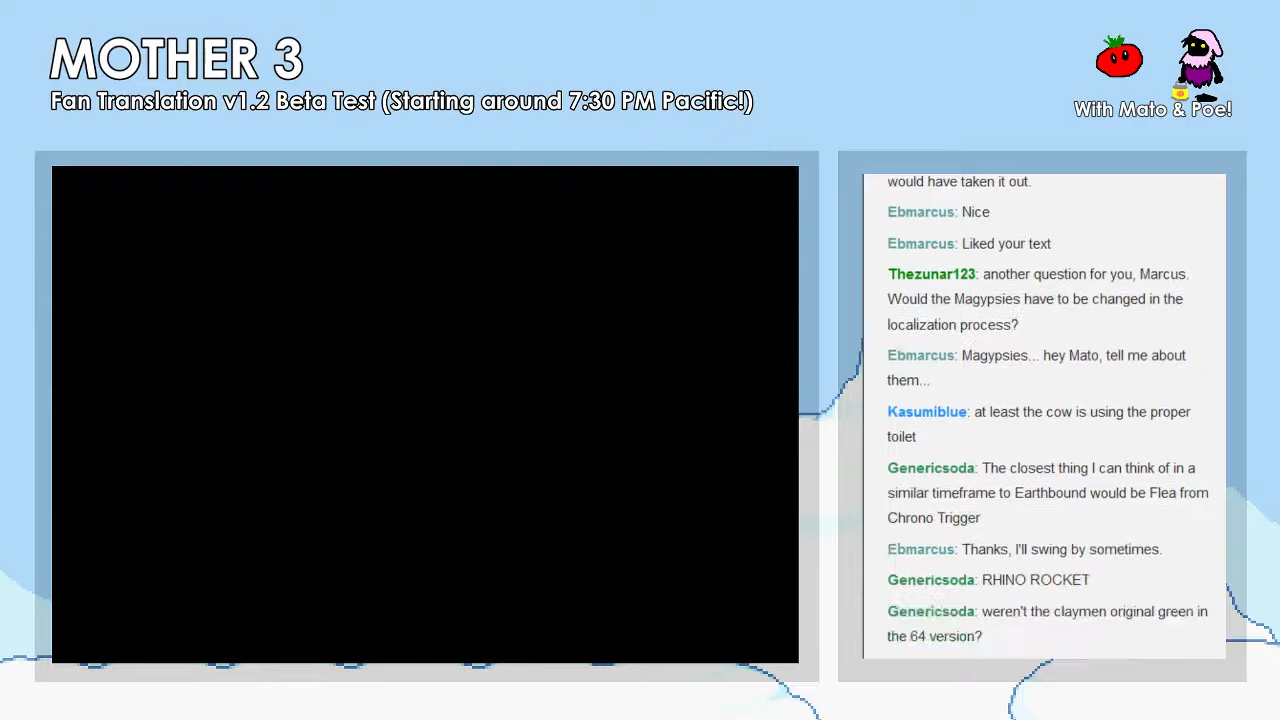 MOTHER 3
Fan Translation v1.2 Beta Test (Starting around 7:30 PM Pacific!)
With Mato & Poe!
would have taken it out.
Ebmarcus: Nice
Ebmarcus: Liked your text
Thezunar123: another question for you, Marcus.
Would the Magypsies have to be changed in the
localization process?
Ebmarcus: Magypsies... hey Mato, tell me about
them...
Kasumiblue: at least the cow is using the proper
toilet
Genericsoda: The closest thing I can think of in a
similar timeframe to Earthbound would be Flea from
Chrono Trigger
Ebmarcus: Thanks, I'll swing by sometimes.
Genericsoda: RHINO ROCKET
Genericsoda: weren't the claymen original green in
the 64 version?